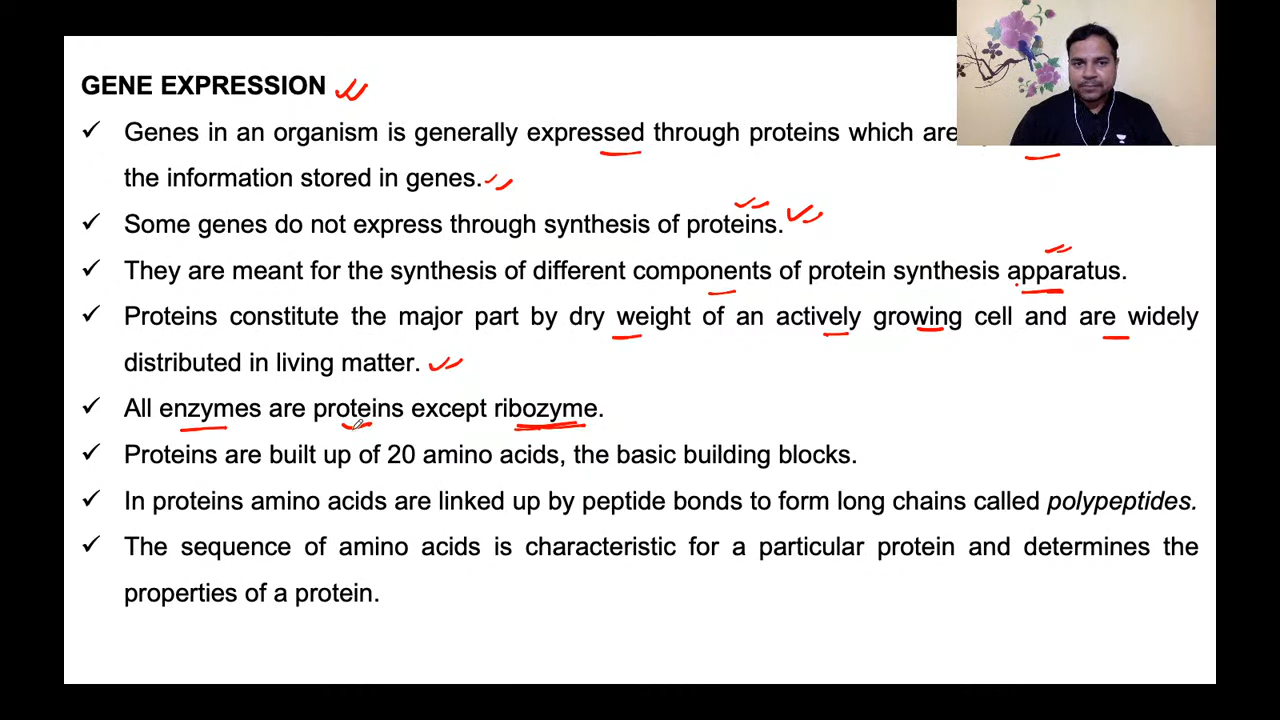 GENE EXPRESSION
✓ Genes in an organism is generally expressed through proteins which are
the information stored in genes.
✓ Some genes do not express through synthesis of proteins.
✓ They are meant for the synthesis of different components of protein synthesis apparatus.
✓ Proteins constitute the major part by dry weight of an actively growing cell and are widely
distributed in living matter.
✓ All enzymes are proteins except ribozyme.
✓ Proteins are built up of 20 amino acids, the basic building blocks.
✓ In proteins amino acids are linked up by peptide bonds to form long chains called polypeptides.
✓ The sequence of amino acids is characteristic for a particular protein and determines the
properties of a protein.